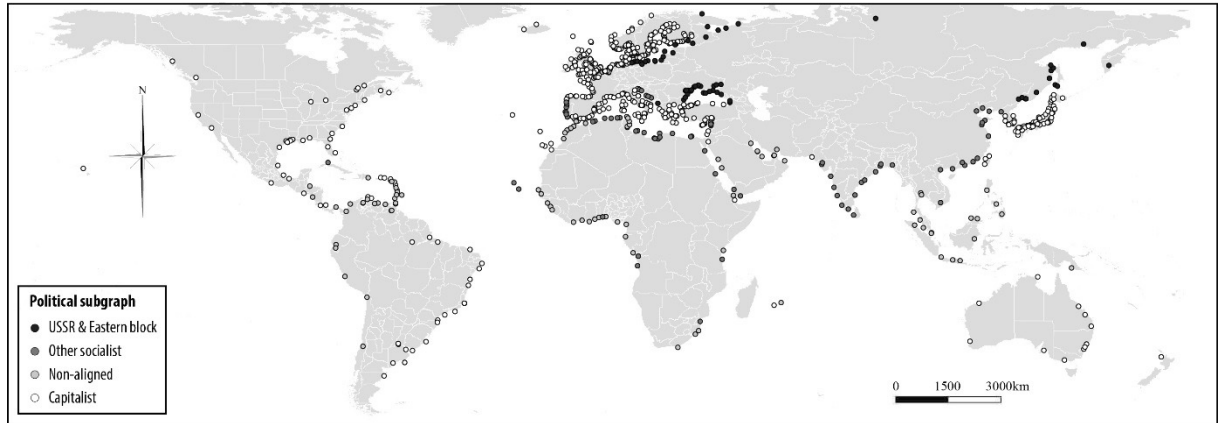 N
Political subgraph
USSR & Eastern block
Other socialist
Non-aligned
Capitalist
0 1500 3000km